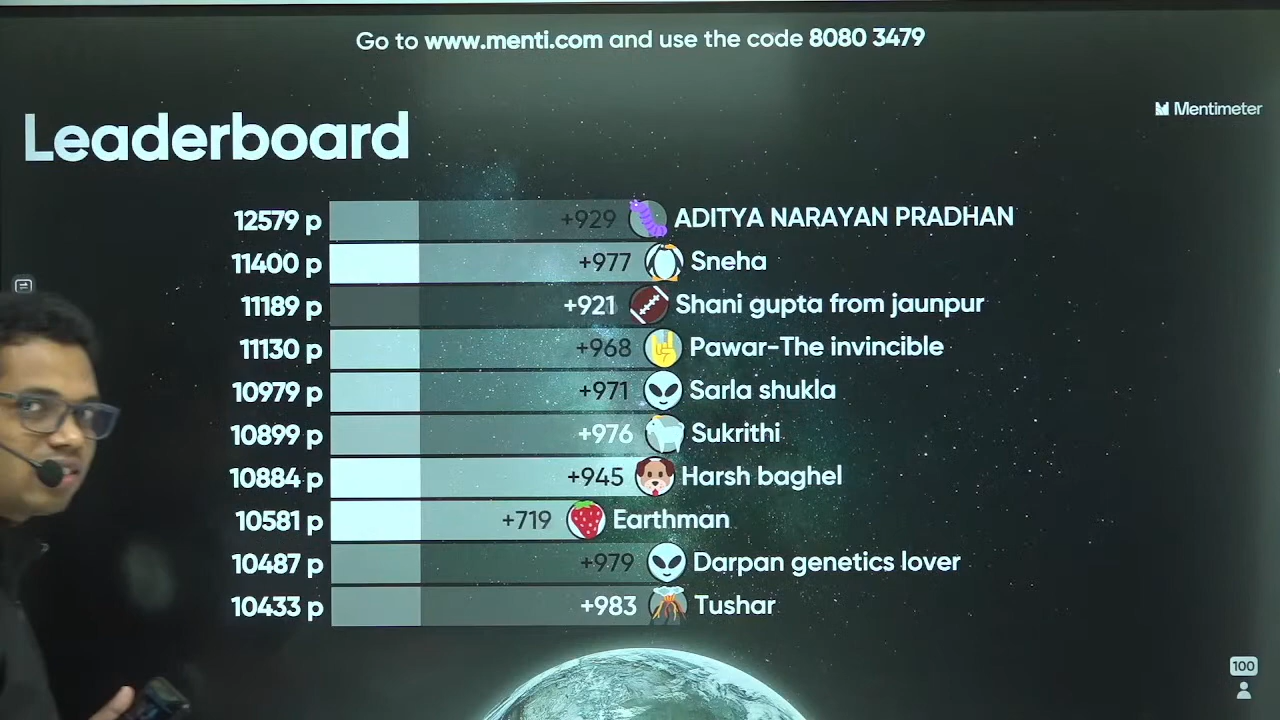 Go to www.menti.com and use the code 8080 3479
Mentimeter
Leaderboard
12579 p +929 ADITYA NARAYAN PRADHAN
11400 p +977 Sneha
11189 p +921 Shani gupta from jaunpur
11130 p +968 Pawar-The invincible
10979 p +971 Sarla shukla
10899 p +976 Sukrithi
10884 p +945 Harsh baghel
10581 p +719 Earthman
10487 p +979 Darpan genetics lover
10433 p +983 Tushar
100